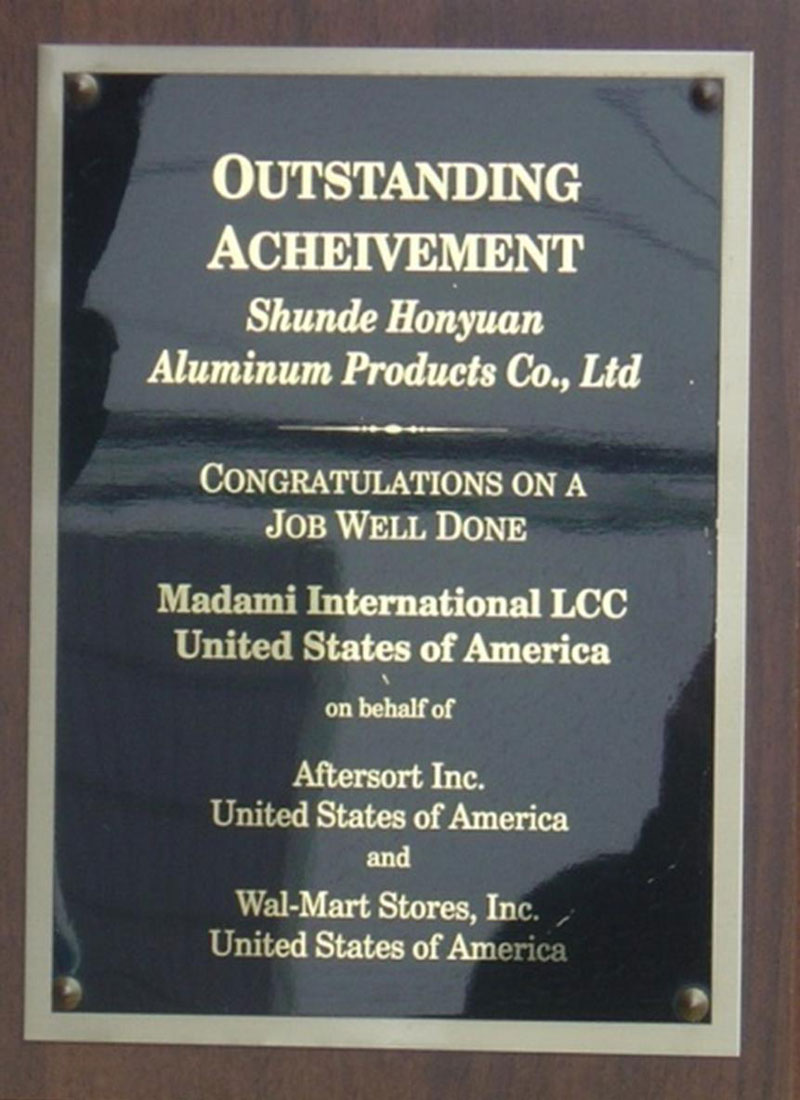 OUTSTANDING
ACHEIVEMENT
Shunde Honyuan
Aluminum Products Co., Ltd
CONGRATULATIONS ON A
JOB WELL DONE
Madami International LCC
United States of America
on behalf of
Aftersort Inc.
United States of America
and
Wal-Mart Stores, Inc.
United States of America